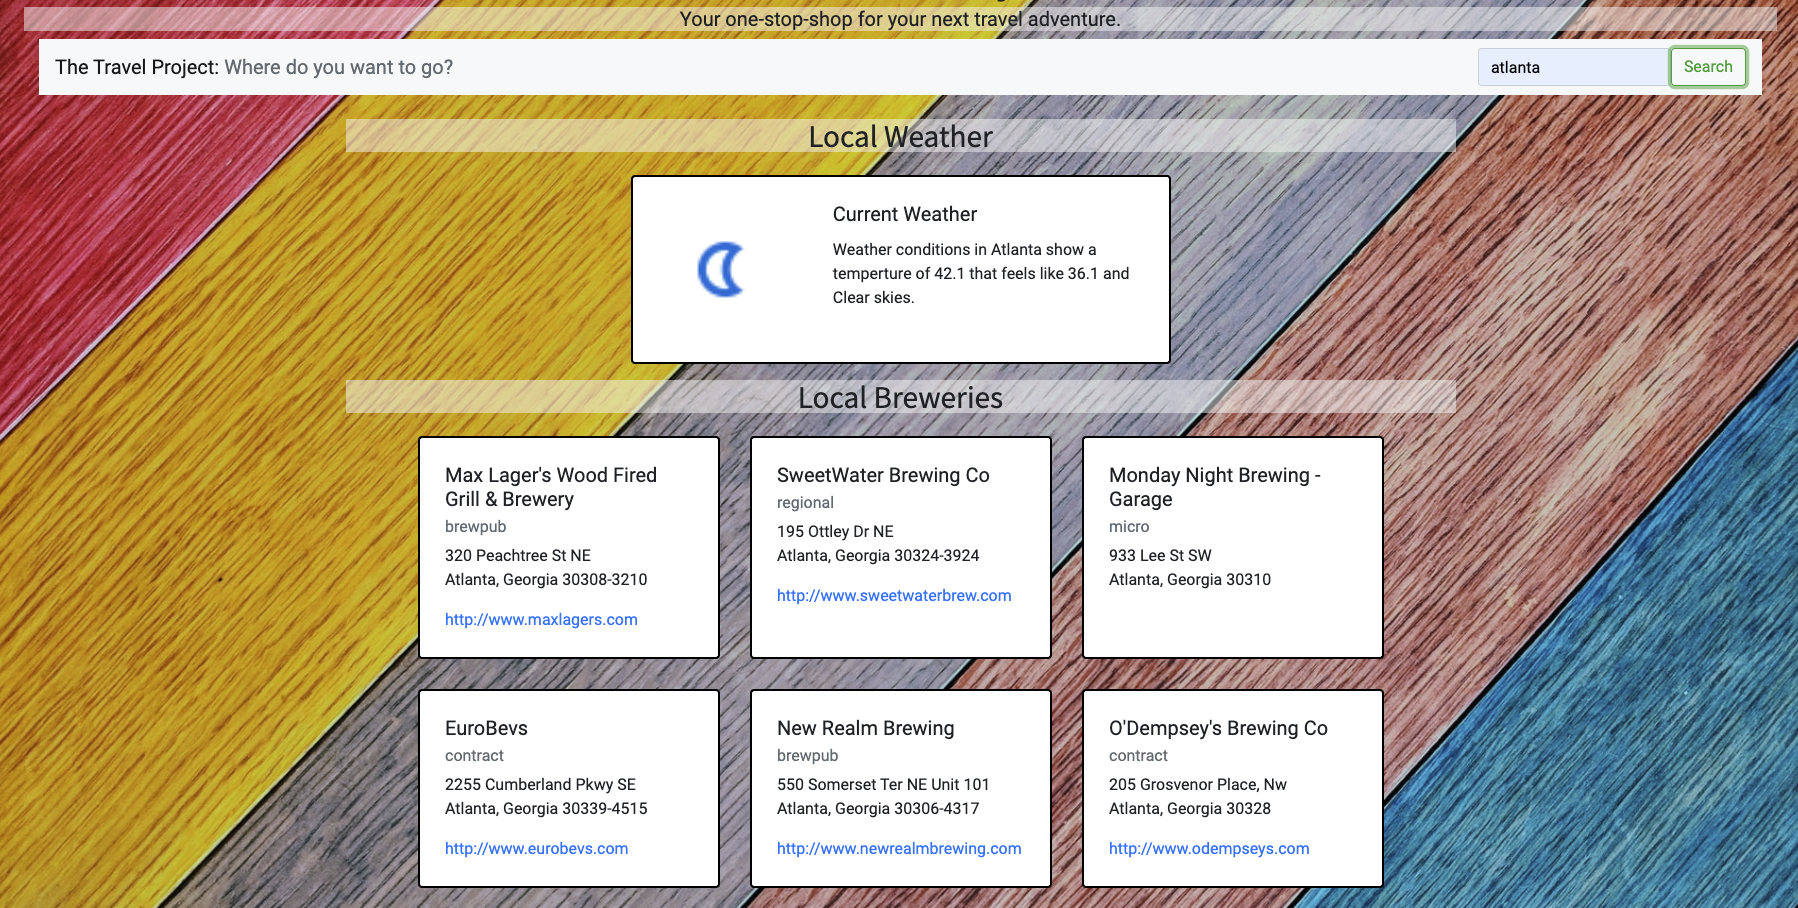 Your one-stop-shop for your next travel adventure.
The Travel Project: Where do you want to go?
atlanta
Search
Local Weather
Current Weather
Weather conditions in Atlanta show a
temperture of 42.1 that feels like 36.1 and
Clear skies.
Local Breweries
Max Lager's Wood Fired
Grill & Brewery
brewpub
320 Peachtree St NE
Atlanta, Georgia 30308-3210
http://www.maxlagers.com
SweetWater Brewing Co
regional
195 Ottley Dr NE
Atlanta, Georgia 30324-3924
http://www.sweetwaterbrew.com
Monday Night Brewing -
Garage
micro
933 Lee St SW
Atlanta, Georgia 30310
EuroBevs
contract
2255 Cumberland Pkwy SE
Atlanta, Georgia 30339-4515
http://www.eurobevs.com
New Realm Brewing
brewpub
550 Somerset Ter NE Unit 101
Atlanta, Georgia 30306-4317
http://www.newrealmbrewing.com
O'Dempsey's Brewing Co
contract
205 Grosvenor Place, Nw
Atlanta, Georgia 30328
http://www.odempseys.com